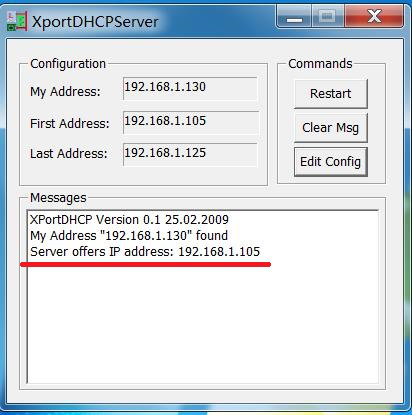 XportDHCPServer
Configuration
My Address: 192.168.1.130
First Address: 192.168.1.105
Last Address: 192.168.1.125
Commands
Restart
Clear Msg
Edit Config
Messages
XPortDHCP Version 0.1 25.02.2009
My Address "192.168.1.130" found
Server offers IP address: 192.168.1.105